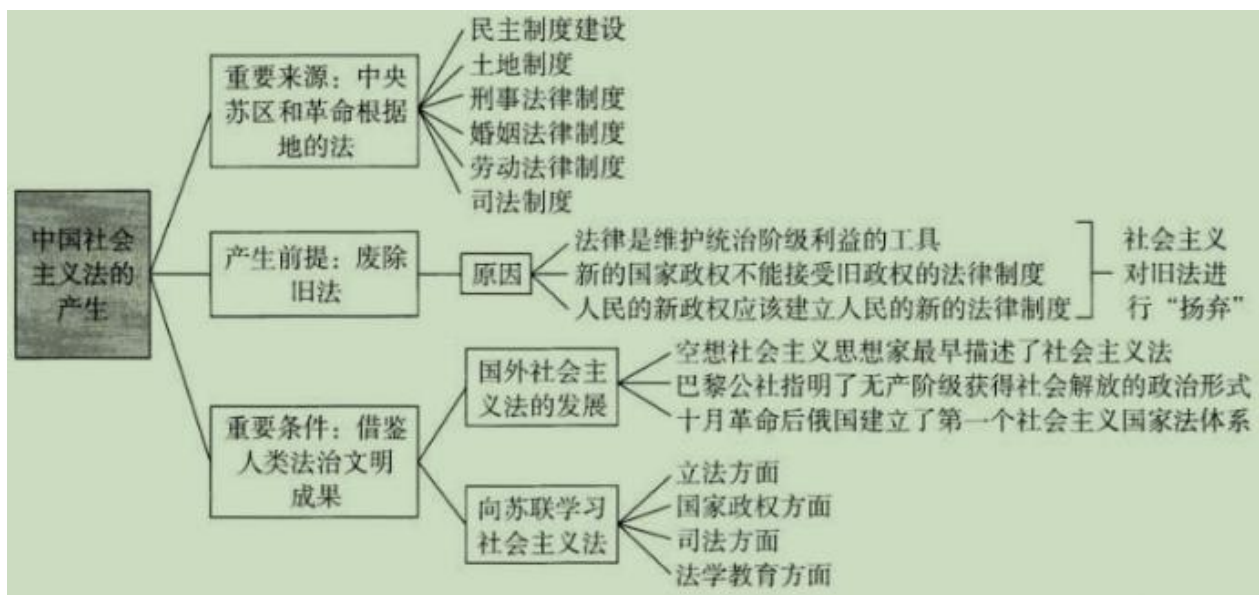 中国社会
主义法的
产生
重要来源：中央
苏区和革命根据
地的法
民主制度建设
土地制度
刑事法律制度
婚姻法律制度
劳动法律制度
司法制度
产生前提：废除
旧法
原因
法律是维护统治阶级利益的工具
新的国家政权不能接受旧政权的法律制度
人民的新政权应该建立人民的新的法律制度
社会主义
对旧法进
行“扬弃”
重要条件：借鉴
人类法治文明
成果
国外社会主
义法的发展
空想社会主义思想家最早描述了社会主义法
巴黎公社指明了无产阶级获得社会解放的政治形式
十月革命后俄国建立了第一个社会主义国家法体系
向苏联学习
社会主义法
立法方面
国家政权方面
司法方面
法学教育方面